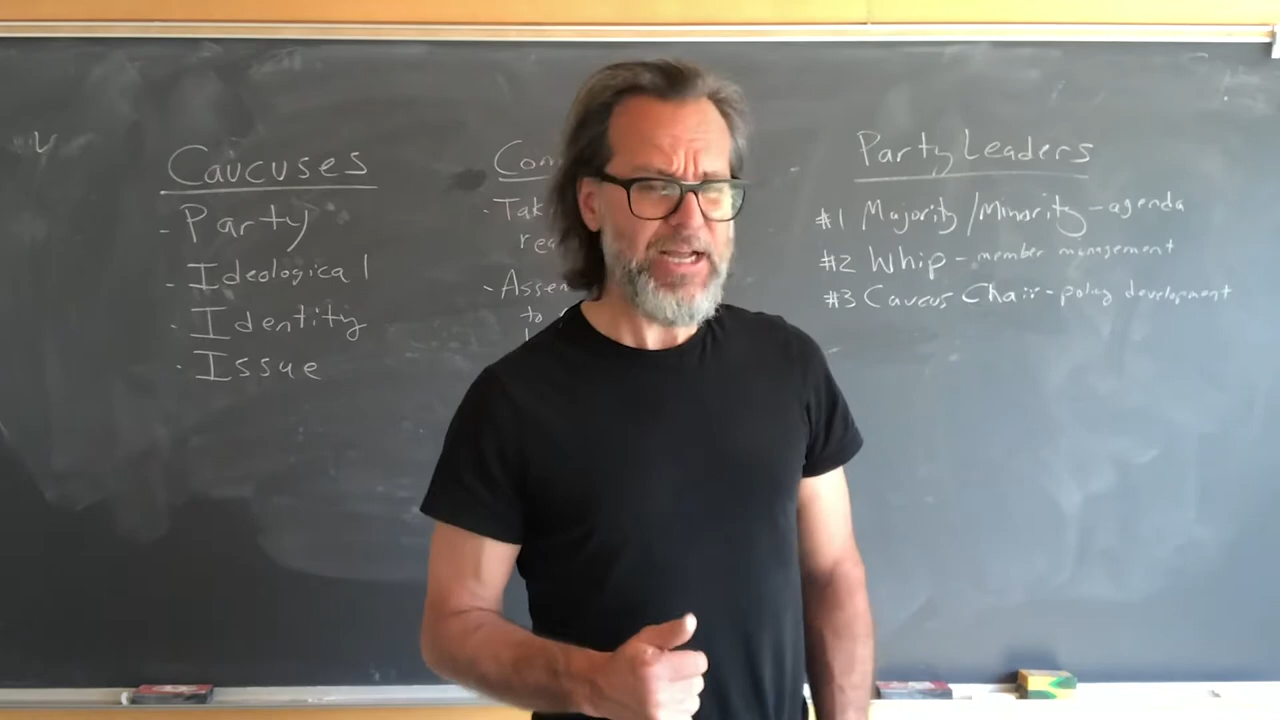 Caucuses
- Party
- Ideological
- Identity
- Issue
Com
- Tak
rea
- Assem
to
Party Leaders
#1 Majority/Minority - agenda
#2 Whip - member management
#3 Caucus Chair - policy development